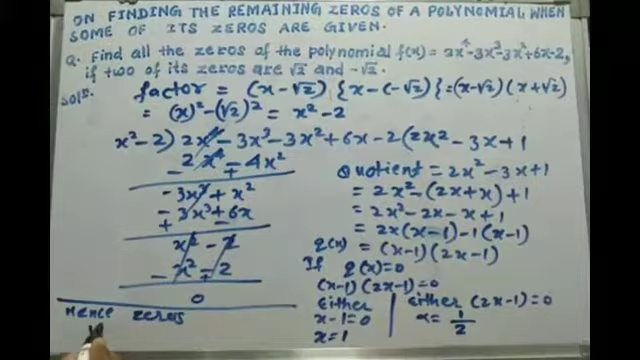 ON FINDING THE REMAINING ZEROS OF A POLYNOMIAL WHEN
SOME OF ITS ZEROS ARE GIVEN.
Q. Find all the zeros of the polynomial f(x) = 2x⁴-3x³-3x²+6x-2,
if two of its zeros are √2 and -√2.
Solⁿ. factor = (x-√2) {x-(-√2)} = (x-√2) (x+√2)
= (x)² - (√2)² = x² - 2
x²-2) 2x⁴ - 3x³ - 3x² + 6x - 2 (2x² - 3x + 1
2x⁴ - 4x²
- +
-3x³ + x²
-3x³ + 6x
+ -
x² - 2
x² - 2
- +
0
Hence zeros
Quotient = 2x² - 3x + 1
= 2x² - (2x+x) + 1
= 2x² - 2x - x + 1
= 2x(x-1) - 1(x-1)
q(x) = (x-1) (2x-1)
If q(x) = 0
(x-1) (2x-1) = 0
Either
x-1 = 0
x = 1
Either (2x-1) = 0
x = 1/2